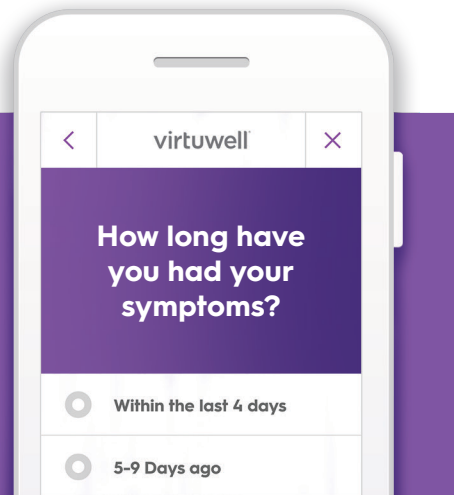 virtuwell
How long have
you had your
symptoms?
Within the last 4 days
5-9 Days ago